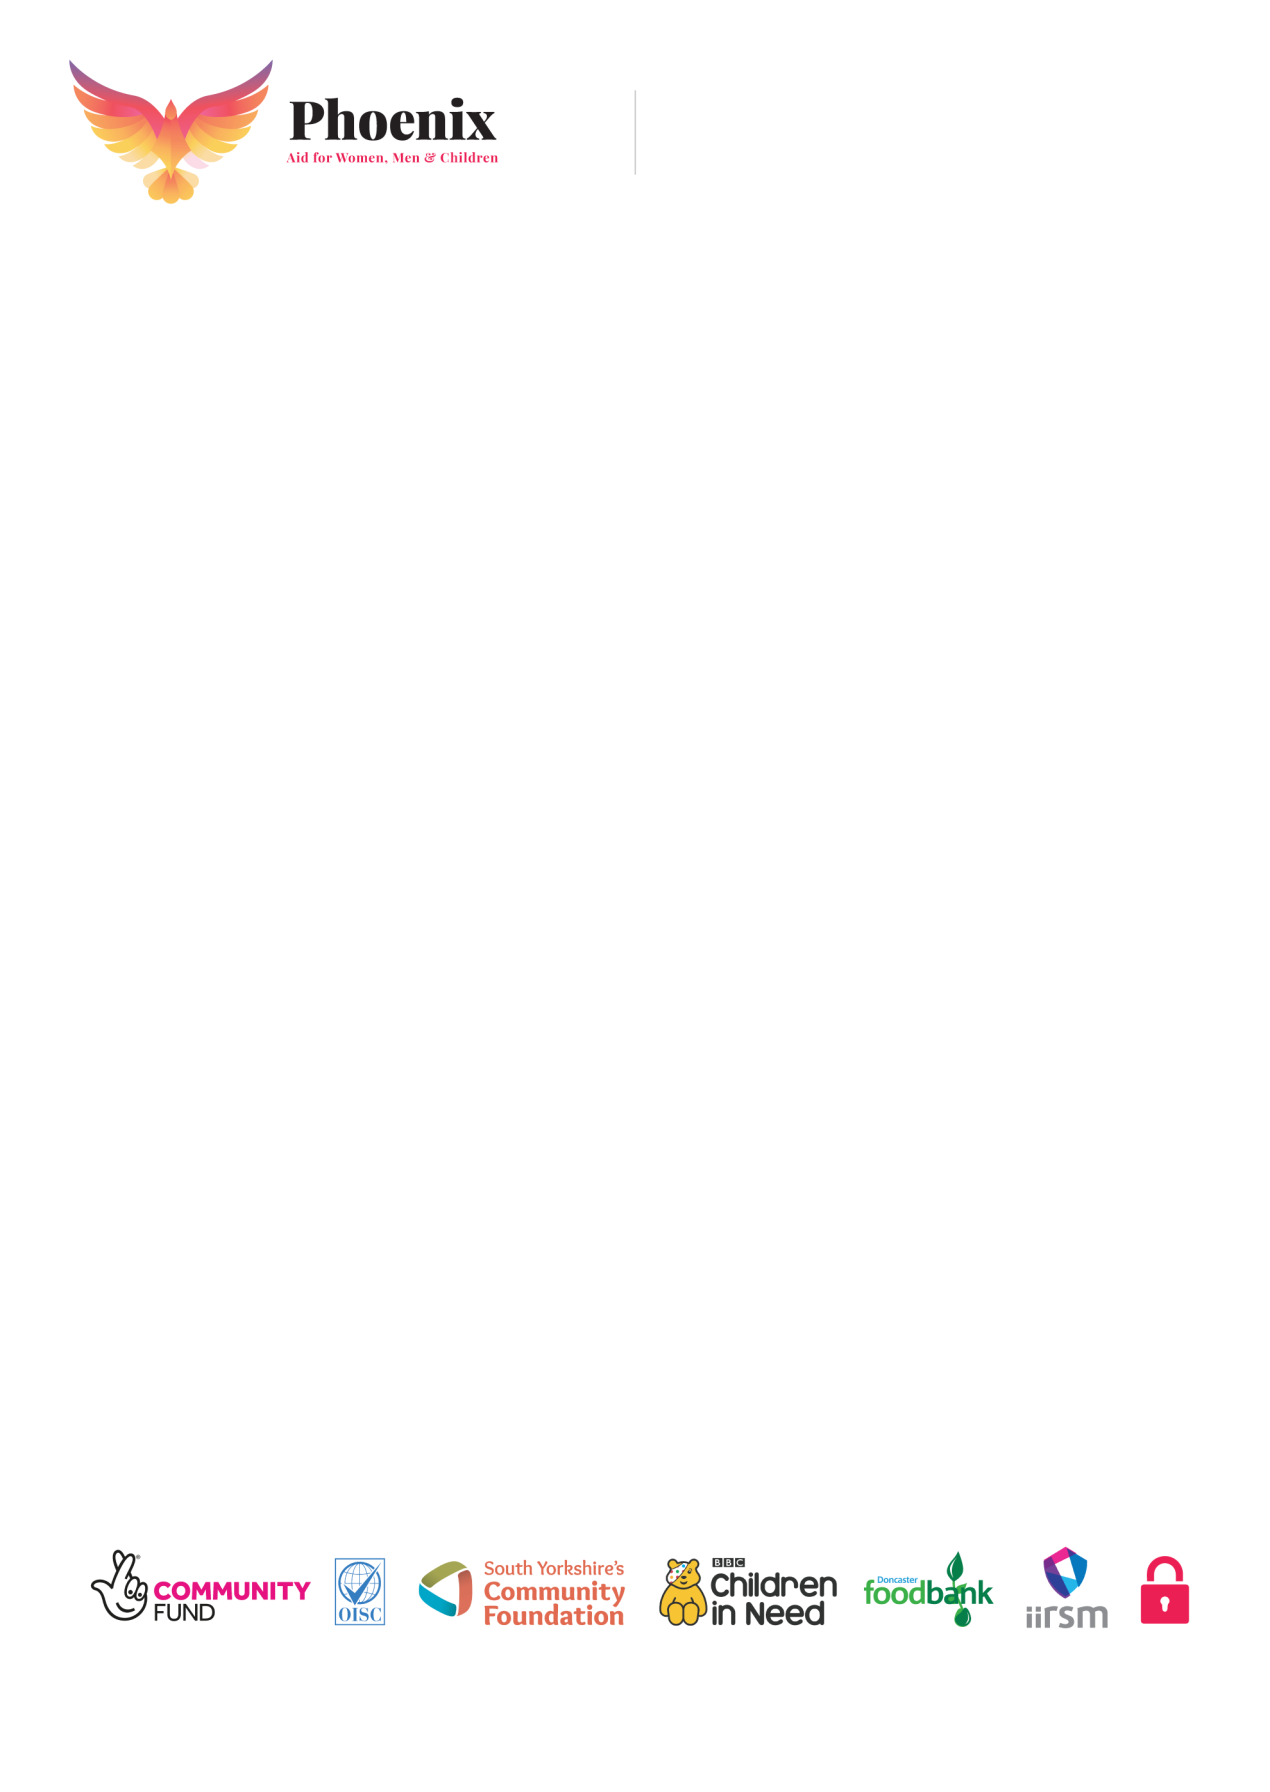 Phoenix
Aid for Women, Men & Children
COMMUNITY
FUND
OISC
South Yorkshire's
Community
Foundation
BBC
Children
in Need
Doncaster
foodbank
iirsm